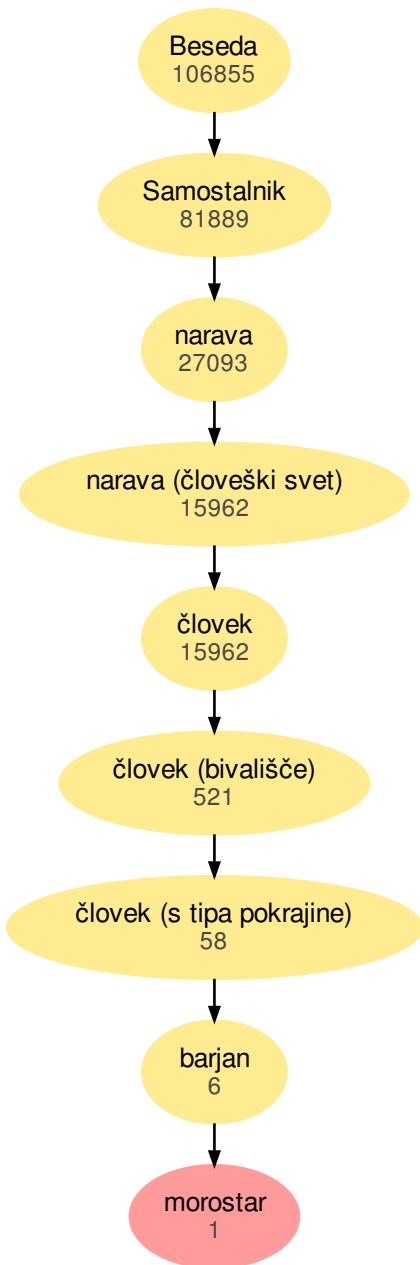 Beseda
106855
Samostalnik
81889
narava
27093
narava (človeški svet)
15962
človek
15962
človek (bivališče)
521
človek (s tipa pokrajine)
58
barjan
6
morostar
1